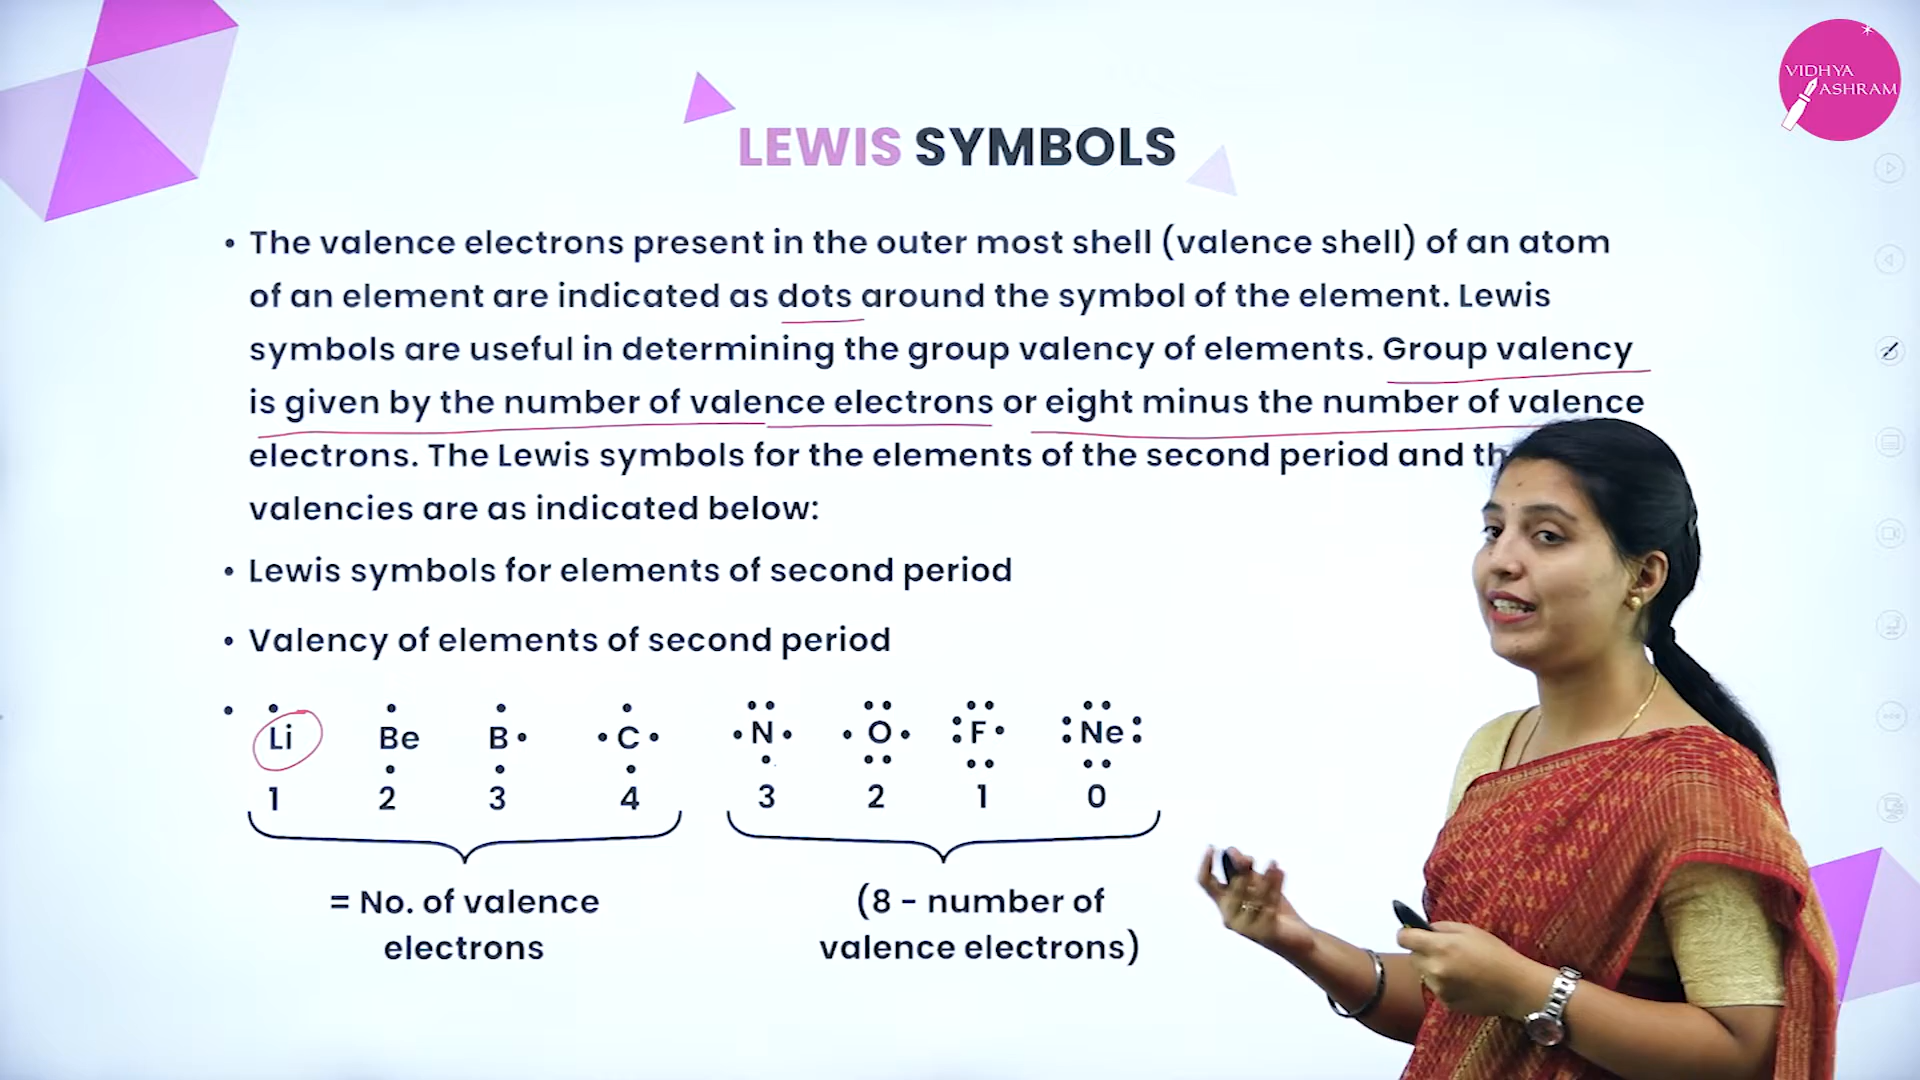 VIDHYA
ASHRAM
LEWIS SYMBOLS
• The valence electrons present in the outer most shell (valence shell) of an atom
of an element are indicated as dots around the symbol of the element. Lewis
symbols are useful in determining the group valency of elements. Group valency
is given by the number of valence electrons or eight minus the number of valence
electrons. The Lewis symbols for the elements of the second period and
valencies are as indicated below:
• Lewis symbols for elements of second period
• Valency of elements of second period
• Li Be B C N O F Ne
1 2 3 4 3 2 1 0
= No. of valence
electrons
(8 - number of
valence electrons)